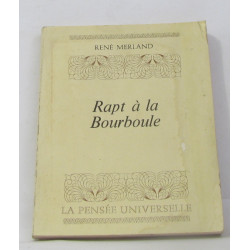 RENÉ MERLAND
Rapt à la
Bourboule
LA PENSÉE UNIVERSELLE